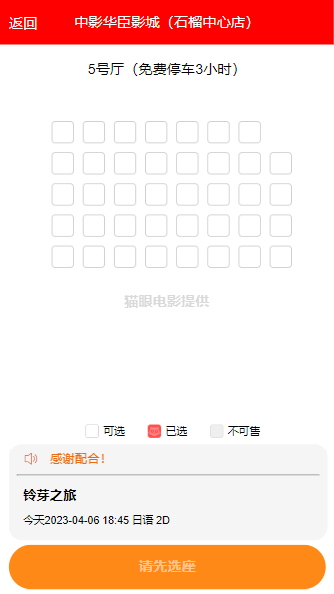 返回 中影华臣影城（石榴中心店）
5号厅（免费停车3小时）
猫眼电影提供
可选 已选 不可售
感谢配合！
铃芽之旅
今天2023-04-06 18:45 日语 2D
请先选座